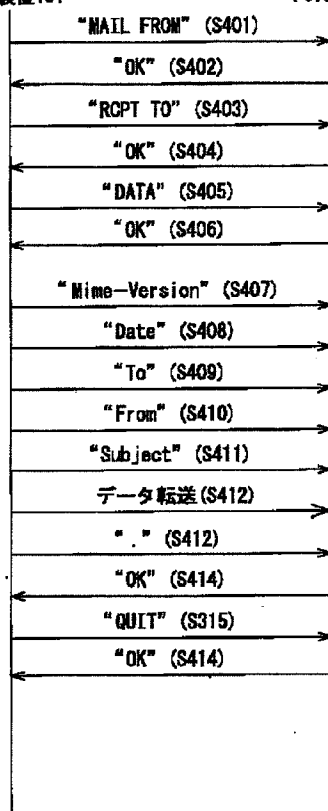 "MAIL FROM" (S401)
"OK" (S402)
"RCPT TO" (S403)
"OK" (S404)
"DATA" (S405)
"OK" (S406)
"Mime-Version" (S407)
"Date" (S408)
"To" (S409)
"From" (S410)
"Subject" (S411)
データ転送(S412)
"." (S412)
"OK" (S414)
"QUIT" (S315)
"OK" (S414)